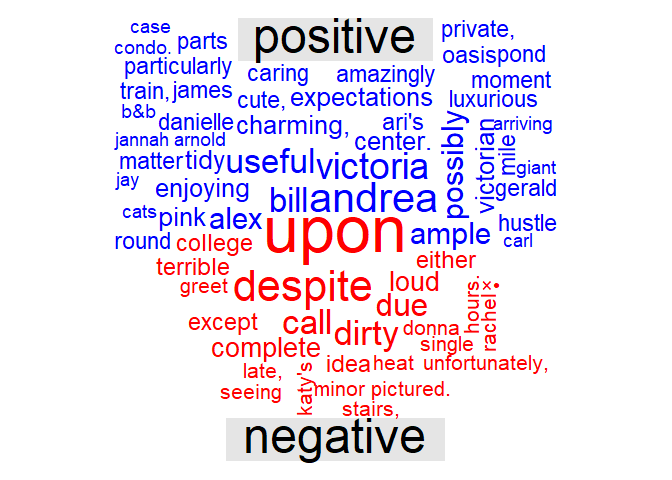 positive
case
private,
condo. parts
oasispond
particularly
caring amazingly
moment
train, james
cute, expectations
luxurious
b&b
danielle
charming, ari's
possibly
victorian
arriving
jannah arnold
center.
mile
matter tidy useful victoria
giant
jay
enjoying
bill andrea
gerald
cats pink alex
upon
ample
hustle
round
carl
college
either
terrible
greet
despite
loud
hours.
rachel×•
due
except
call
dirty
donna
single
complete
idea heat unfortunately,
late,
katy's
seeing
minor pictured.
stairs,
negative